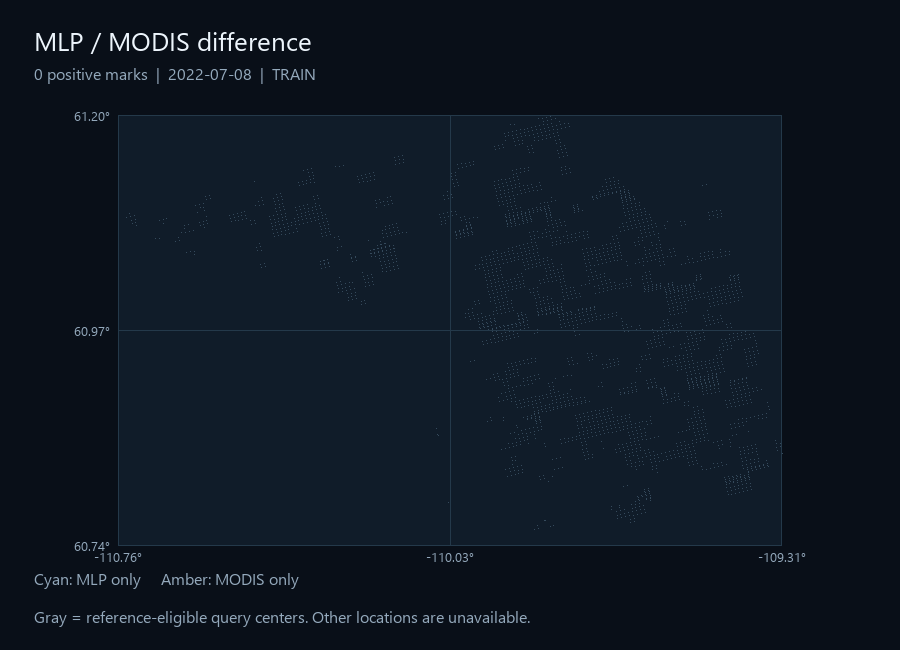 MLP / MODIS difference
0 positive marks | 2022-07-08 | TRAIN
61.20°
60.97°
60.74°
-110.76° -110.03° -109.31°
Cyan: MLP only Amber: MODIS only
Gray = reference-eligible query centers. Other locations are unavailable.